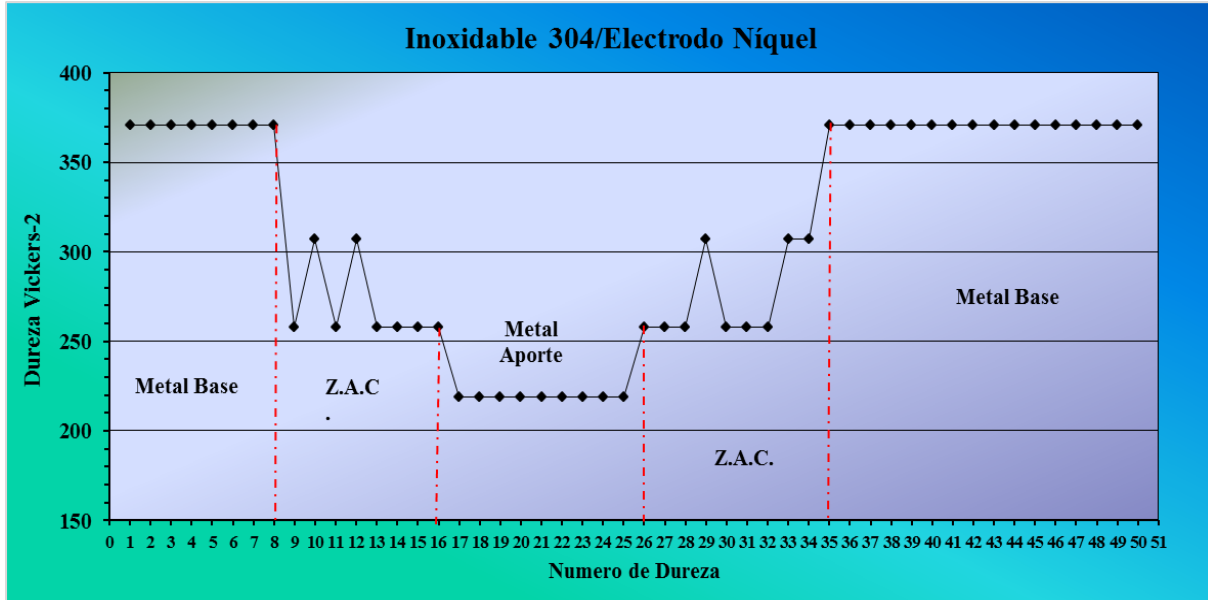 Inoxidable 304/Electrodo Níquel
400
350
300
250
200
150
Dureza Vickers-2
Metal Base
Z.A.C
.
Metal
Aporte
Z.A.C.
Metal Base
0 1 2 3 4 5 6 7 8 9 10 11 12 13 14 15 16 17 18 19 20 21 22 23 24 25 26 27 28 29 30 31 32 33 34 35 36 37 38 39 40 41 42 43 44 45 46 47 48 49 50 51
Numero de Dureza